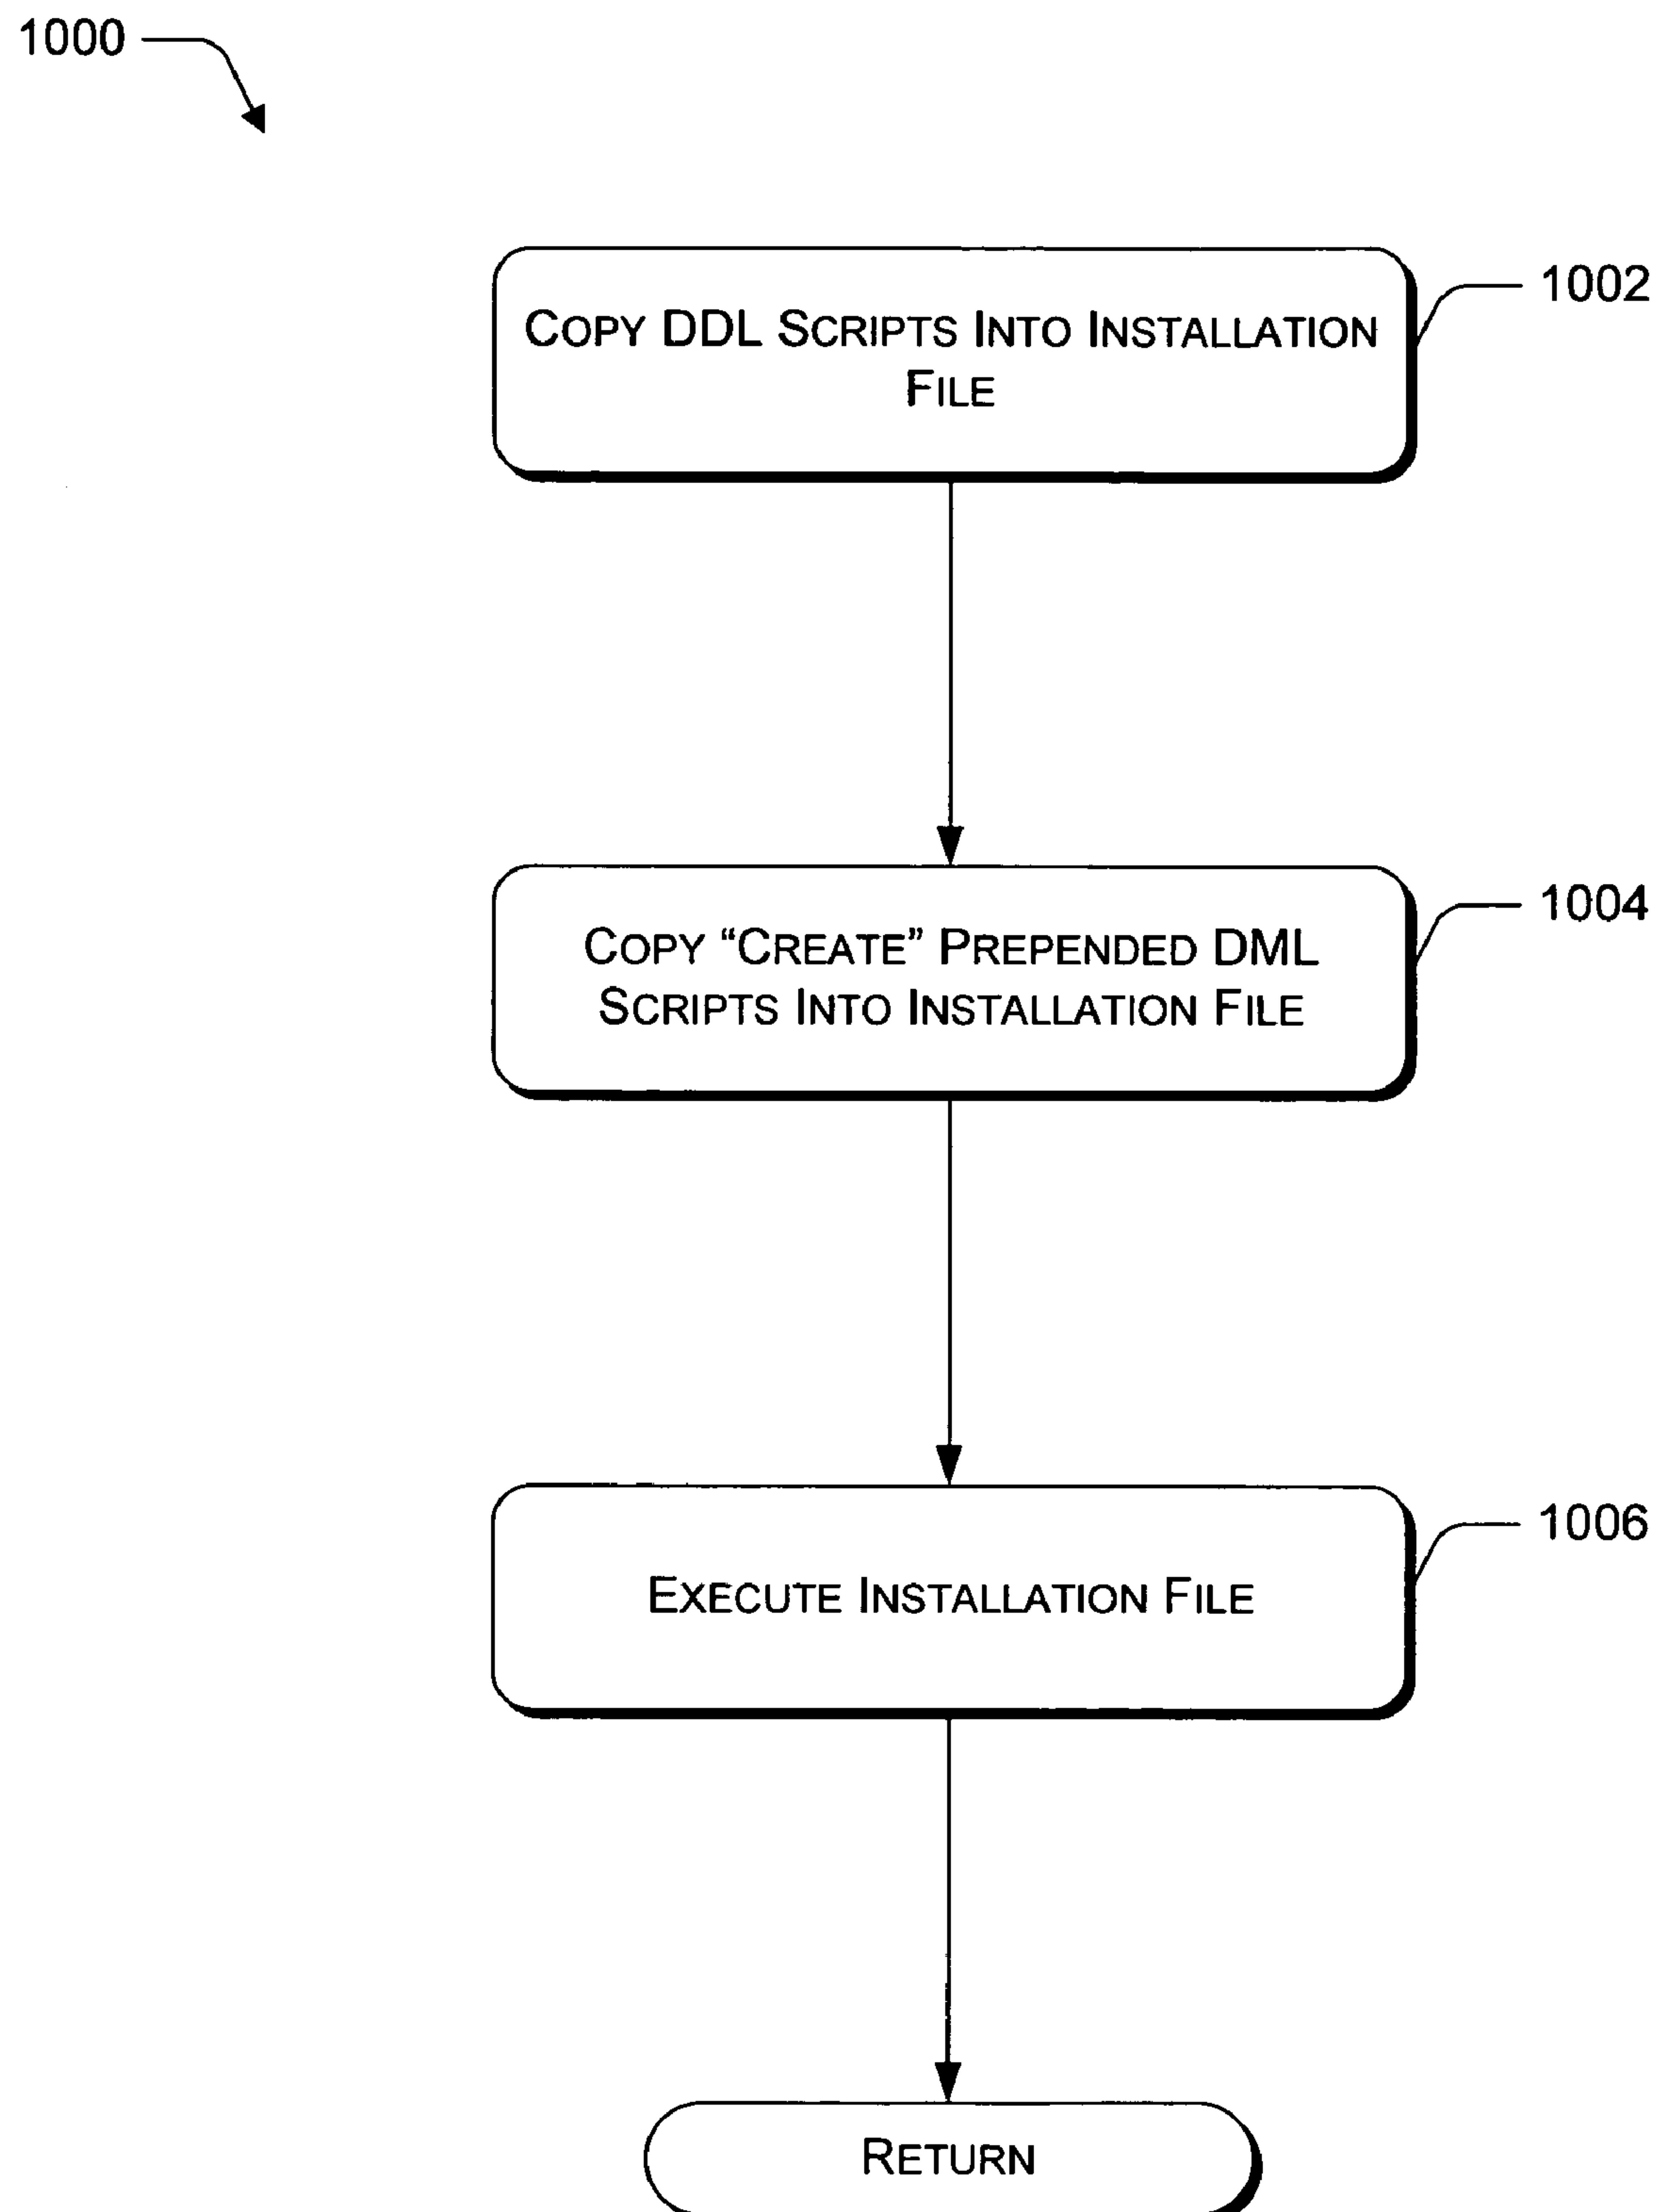 1000
COPY DDL SCRIPTS INTO INSTALLATION
FILE
1002
COPY “CREATE” PREPENDED DML
SCRIPTS INTO INSTALLATION FILE
1004
EXECUTE INSTALLATION FILE
1006
RETURN